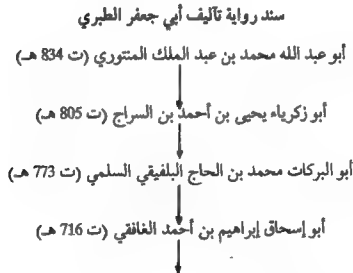 سند رواية تآليف أبي جعفر الطبري
أبو عبد الله محمد بن عبد الملك المنتوري (ت 834 هـ)
أبو زكرياء يحيى بن أحمد بن السراج (ت 805 هـ)
أبو البركات محمد بن الحاج البلفيقي السلمي (ت 773 هـ)
أبو إسحاق إبراهيم بن أحمد الغافقي (ت 716 هـ)